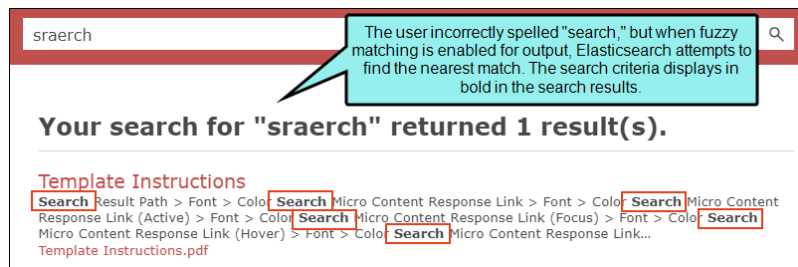 sraerch
The user incorrectly spelled "search," but when fuzzy
matching is enabled for output, Elasticsearch attempts to
find the nearest match. The search criteria displays in
bold in the search results.
Your search for "sraerch" returned 1 result(s).
Template Instructions
Search Result Path > Font > Color Search Micro Content Response Link > Font > Color Search Micro Content
Response Link (Active) > Font > Color Search Micro Content Response Link (Focus) > Font > Color Search
Micro Content Response Link (Hover) > Font > Color Search Micro Content Response Link...
Template Instructions.pdf